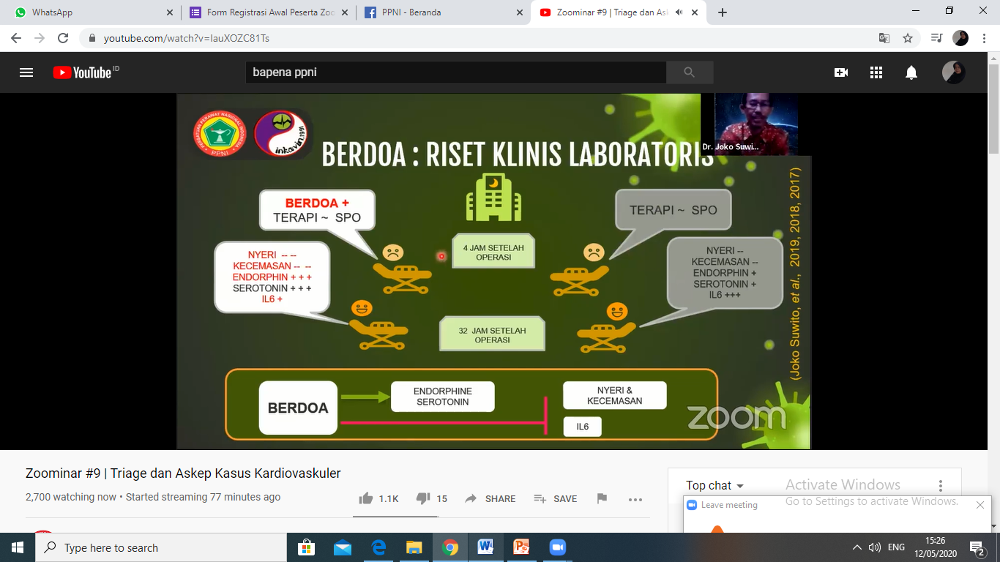 WhatsApp
Form Registrasi Awal Peserta Zoo
PPNI - Beranda
Zoominar #9 | Triage dan As
youtube.com/watch?v=IauXOZC81Ts
YouTube ID
bapena ppni
PPNI
inkavin.1991
Dr. Joko Suwi...
BERDOA : RISET KLINIS LABORATORIS
BERDOA +
TERAPI ~ SPO
TERAPI ~ SPO
4 JAM SETELAH
OPERASI
NYERI -- --
KECEMASAN -- --
ENDORPHIN + + +
SEROTONIN + + +
IL6 +
NYERI --
KECEMASAN --
ENDORPHIN +
SEROTONIN +
IL6 +++
32 JAM SETELAH
OPERASI
(Joko Suwito, et al., 2019, 2018, 2017)
BERDOA
ENDORPHINE
SEROTONIN
NYERI &
KECEMASAN
IL6
zoom
Zoominar #9 | Triage dan Askep Kasus Kardiovaskuler
2,700 watching now • Started streaming 77 minutes ago
1.1K
15
SHARE
SAVE
Top chat
Activate Windows
Go to Settings to activate Windows.
Leave meeting
Type here to search
ENG
15:26
12/05/2020
2